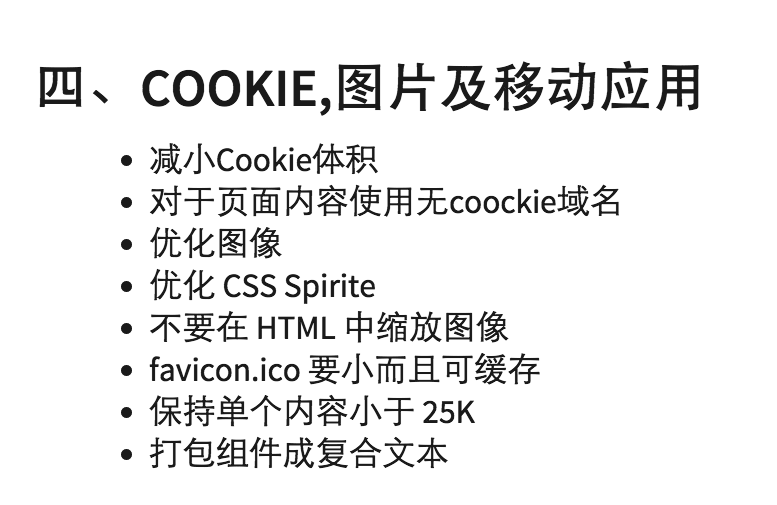 四、COOKIE,图片及移动应用
• 减小Cookie体积
• 对于页面内容使用无coockie域名
• 优化图像
• 优化 CSS Spirite
• 不要在 HTML 中缩放图像
• favicon.ico 要小而且可缓存
• 保持单个内容小于 25K
• 打包组件成复合文本